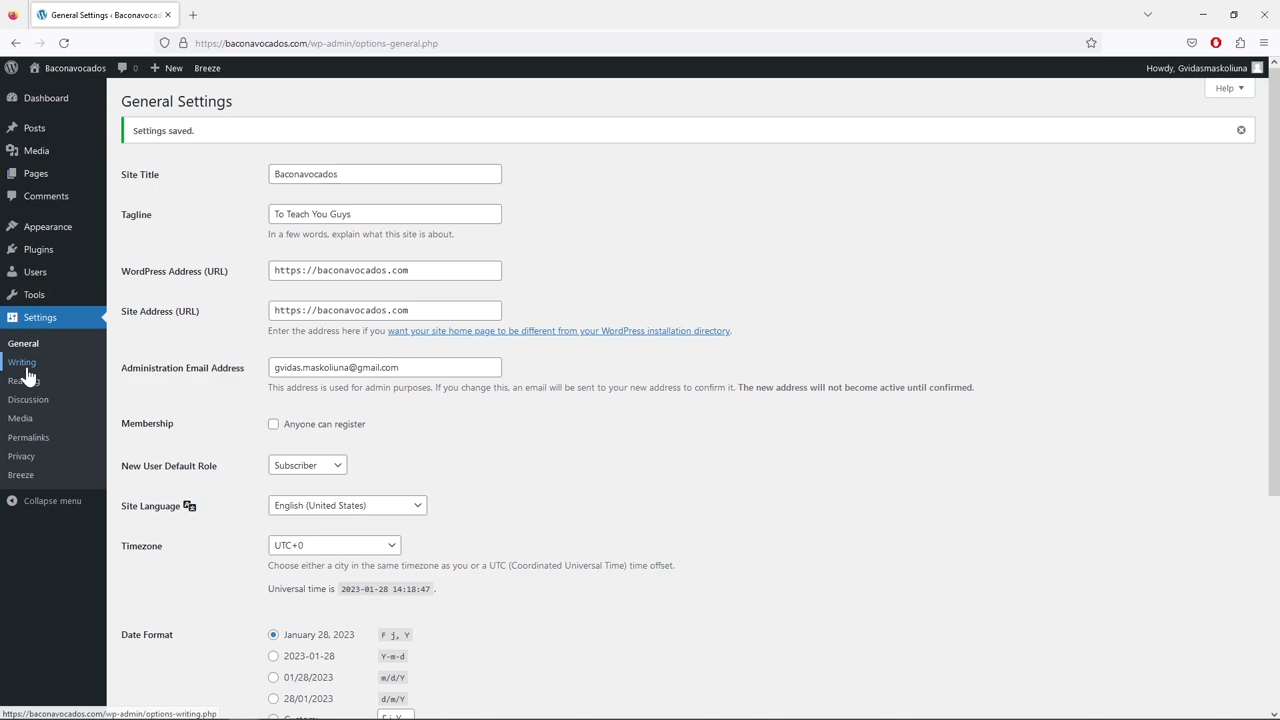 General Settings ‹ Baconavocados
https://baconavocados.com/wp-admin/options-general.php
Baconavocados
0
New
Breeze
Howdy, Gvidasmaskoliuna
Dashboard
Posts
Media
Pages
Comments
Appearance
Plugins
Users
Tools
Settings
General
Writing
Discussion
Media
Permalinks
Privacy
Breeze
Collapse menu
Help
General Settings
Settings saved.
Site Title
Baconavocados
Tagline
To Teach You Guys
In a few words, explain what this site is about.
WordPress Address (URL)
https://baconavocados.com
Site Address (URL)
https://baconavocados.com
Enter the address here if you want your site home page to be different from your WordPress installation directory.
Administration Email Address
gvidas.maskoliuna@gmail.com
This address is used for admin purposes. If you change this, an email will be sent to your new address to confirm it. The new address will not become active until confirmed.
Membership
Anyone can register
New User Default Role
Subscriber
Site Language
English (United States)
Timezone
UTC+0
Choose either a city in the same timezone as you or a UTC (Coordinated Universal Time) time offset.
Universal time is 2023-01-28 14:18:47.
Date Format
January 28, 2023 F j, Y
2023-01-28 Y-m-d
01/28/2023 m/d/Y
28/01/2023 d/m/Y
https://baconavocados.com/wp-admin/options-writing.php